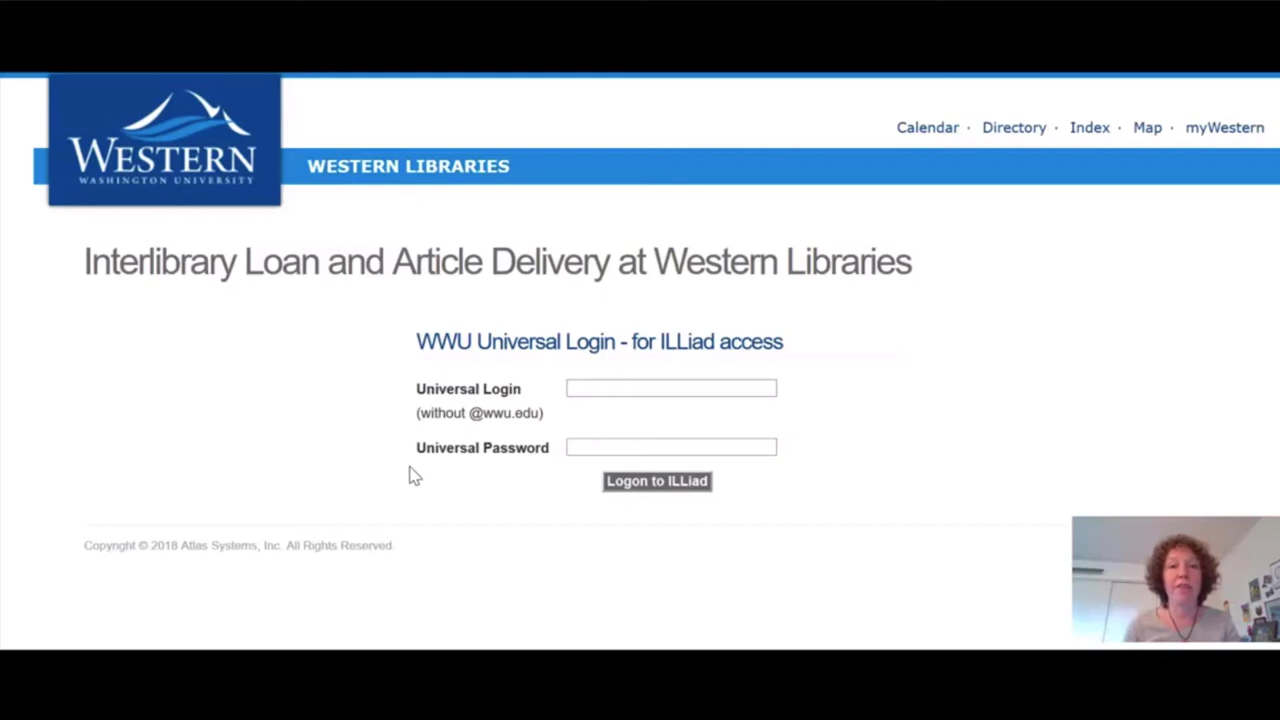 Calendar · Directory · Index · Map · myWestern
WESTERN
WASHINGTON UNIVERSITY
WESTERN LIBRARIES
Interlibrary Loan and Article Delivery at Western Libraries
WWU Universal Login - for ILLiad access
Universal Login
(without @wwu.edu)
Universal Password
Logon to ILLiad
Copyright © 2018 Atlas Systems, Inc. All Rights Reserved.